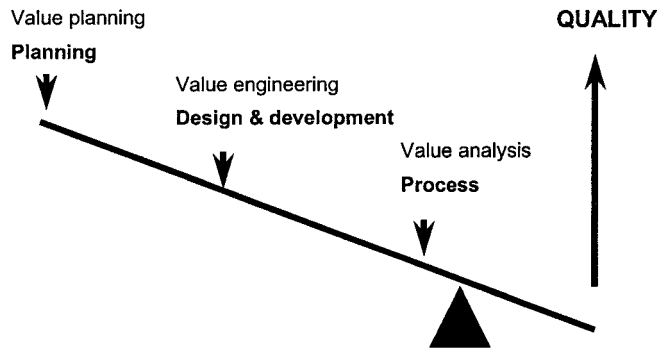 Value planning
Planning
QUALITY
Value engineering
Design & development
Value analysis
Process